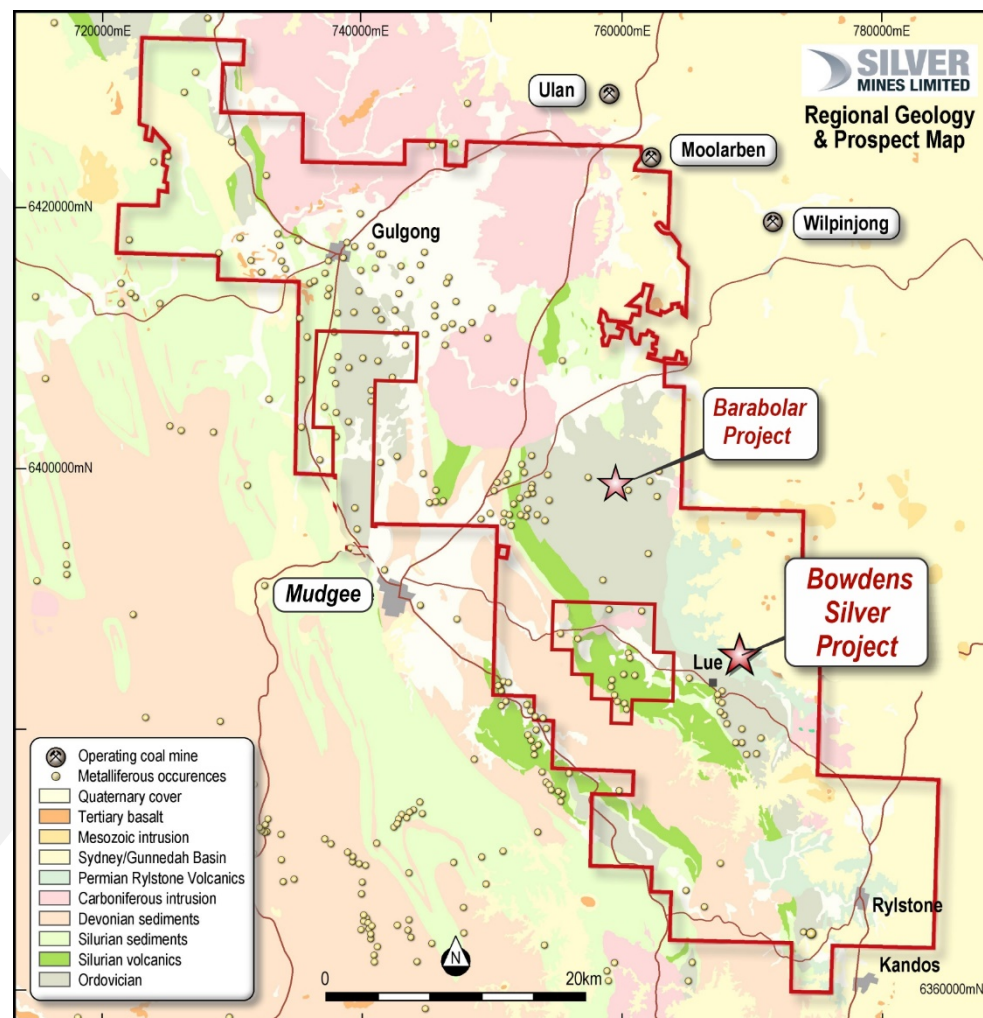 720000mE
740000mE
760000mE
780000mE
SILVER
MINES LIMITED
Regional Geology
& Prospect Map
Ulan
Moolarben
Wilpinjong
6420000mN
Gulgong
Barabolar
Project
6400000mN
Mudgee
Bowdens
Silver
Project
Lue
Operating coal mine
Metalliferous occurences
Quaternary cover
Tertiary basalt
Mesozoic intrusion
Sydney/Gunnedah Basin
Permian Rylstone Volcanics
Carboniferous intrusion
Devonian sediments
Silurian sediments
Silurian volcanics
Ordovician
N
0
20km
Rylstone
Kandos
6360000mN